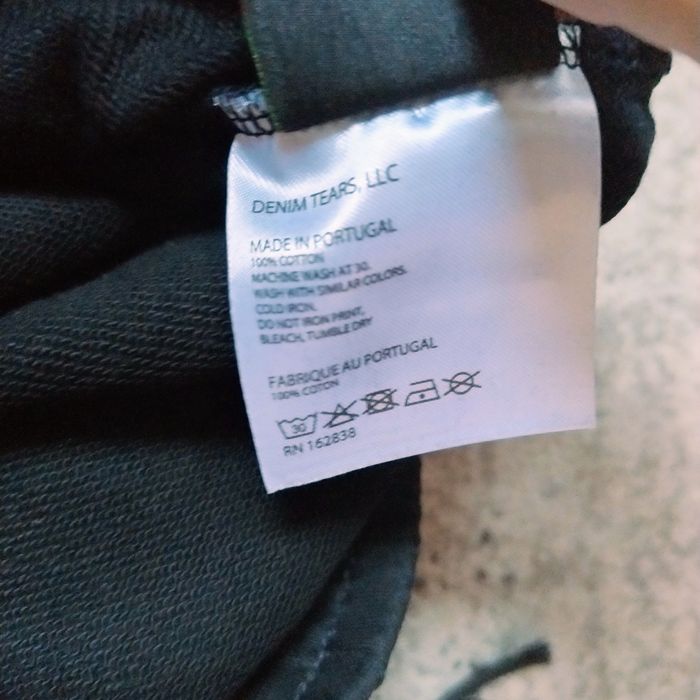 DENIM TEARS, LLC
MADE IN PORTUGAL
100% COTTON
MACHINE WASH AT 30.
WASH WITH SIMILAR COLORS.
COLD IRON.
DO NOT IRON PRINT,
BLEACH, TUMBLE DRY
FABRIQUE AU PORTUGAL
100% COTON
30
RN 162838